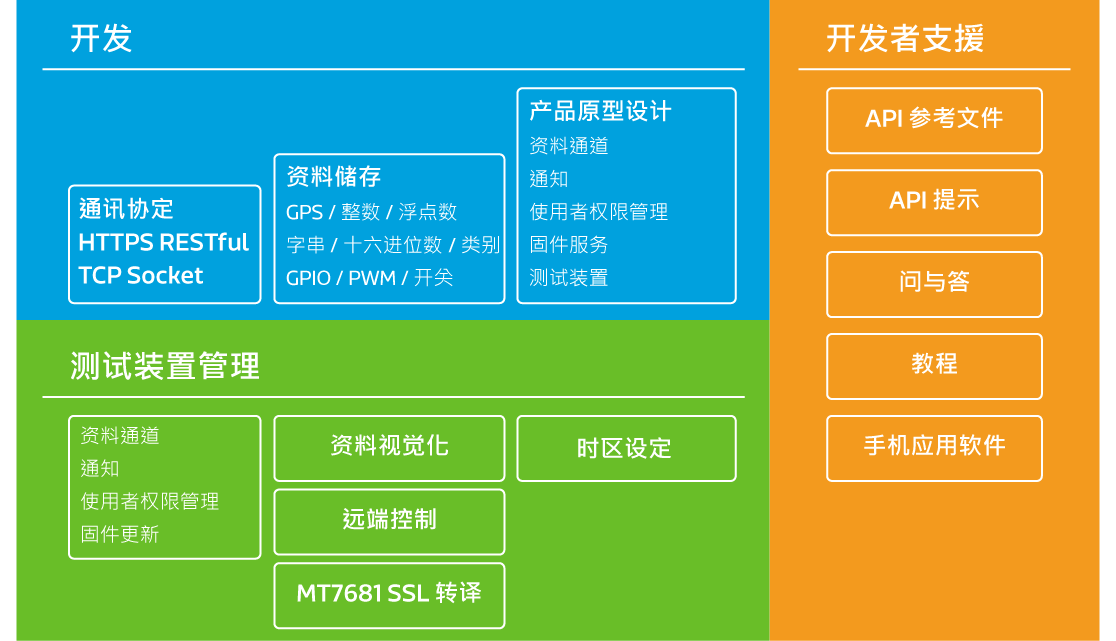 开发
通讯协定
HTTPS RESTful
TCP Socket
资料储存
GPS / 整数 / 浮点数
字串 / 十六进位数 / 类别
GPIO / PWM / 开尖
产品原型设计
资料通道
通知
使用者权限管理
固件服务
测试装置
测试装置管理
资料通道
通知
使用者权限管理
固件更新
资料视觉化
远端控制
MT7681 SSL 转译
时区设定
开发者支援
API 参考文件
API 提示
问与答
教程
手机应用软件